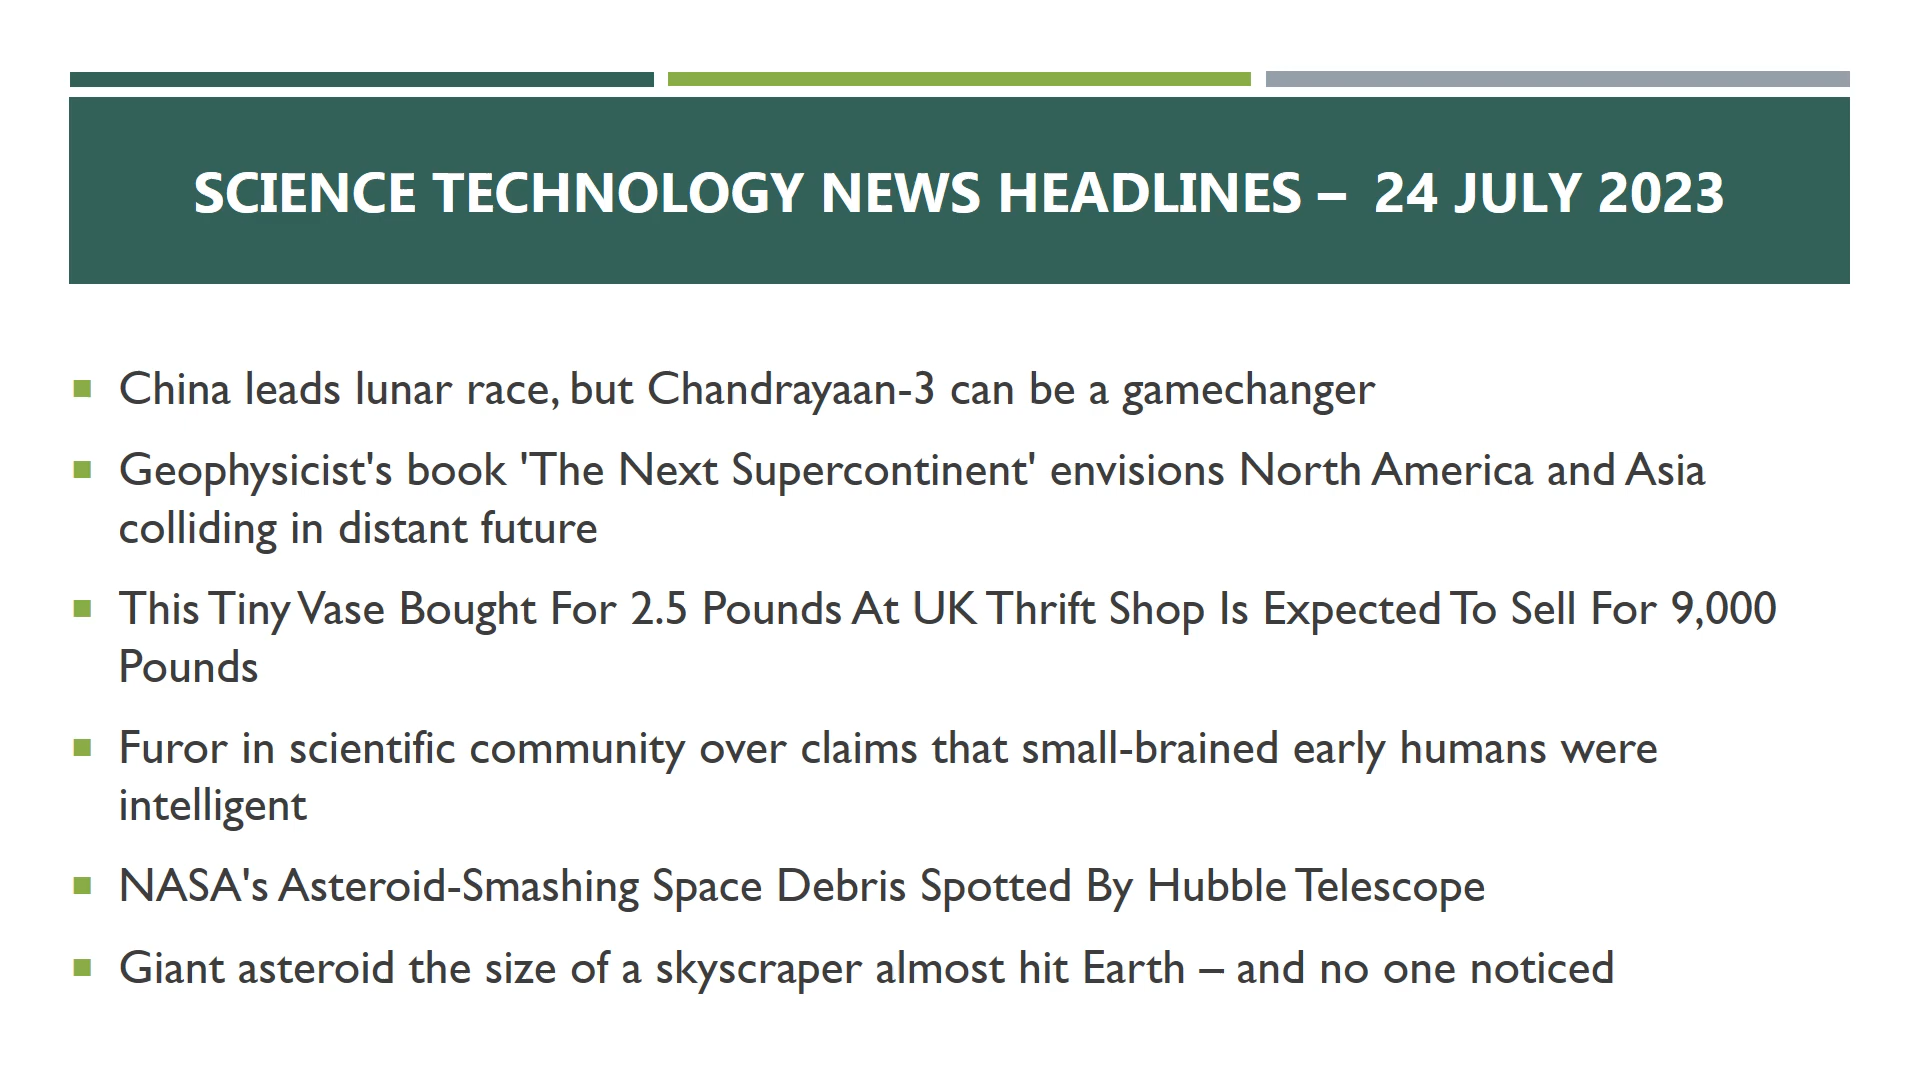 SCIENCE TECHNOLOGY NEWS HEADLINES – 24 JULY 2023
China leads lunar race, but Chandrayaan-3 can be a gamechanger
Geophysicist's book 'The Next Supercontinent' envisions North America and Asia
colliding in distant future
This Tiny Vase Bought For 2.5 Pounds At UK Thrift Shop Is Expected To Sell For 9,000
Pounds
Furor in scientific community over claims that small-brained early humans were
intelligent
NASA's Asteroid-Smashing Space Debris Spotted By Hubble Telescope
Giant asteroid the size of a skyscraper almost hit Earth – and no one noticed